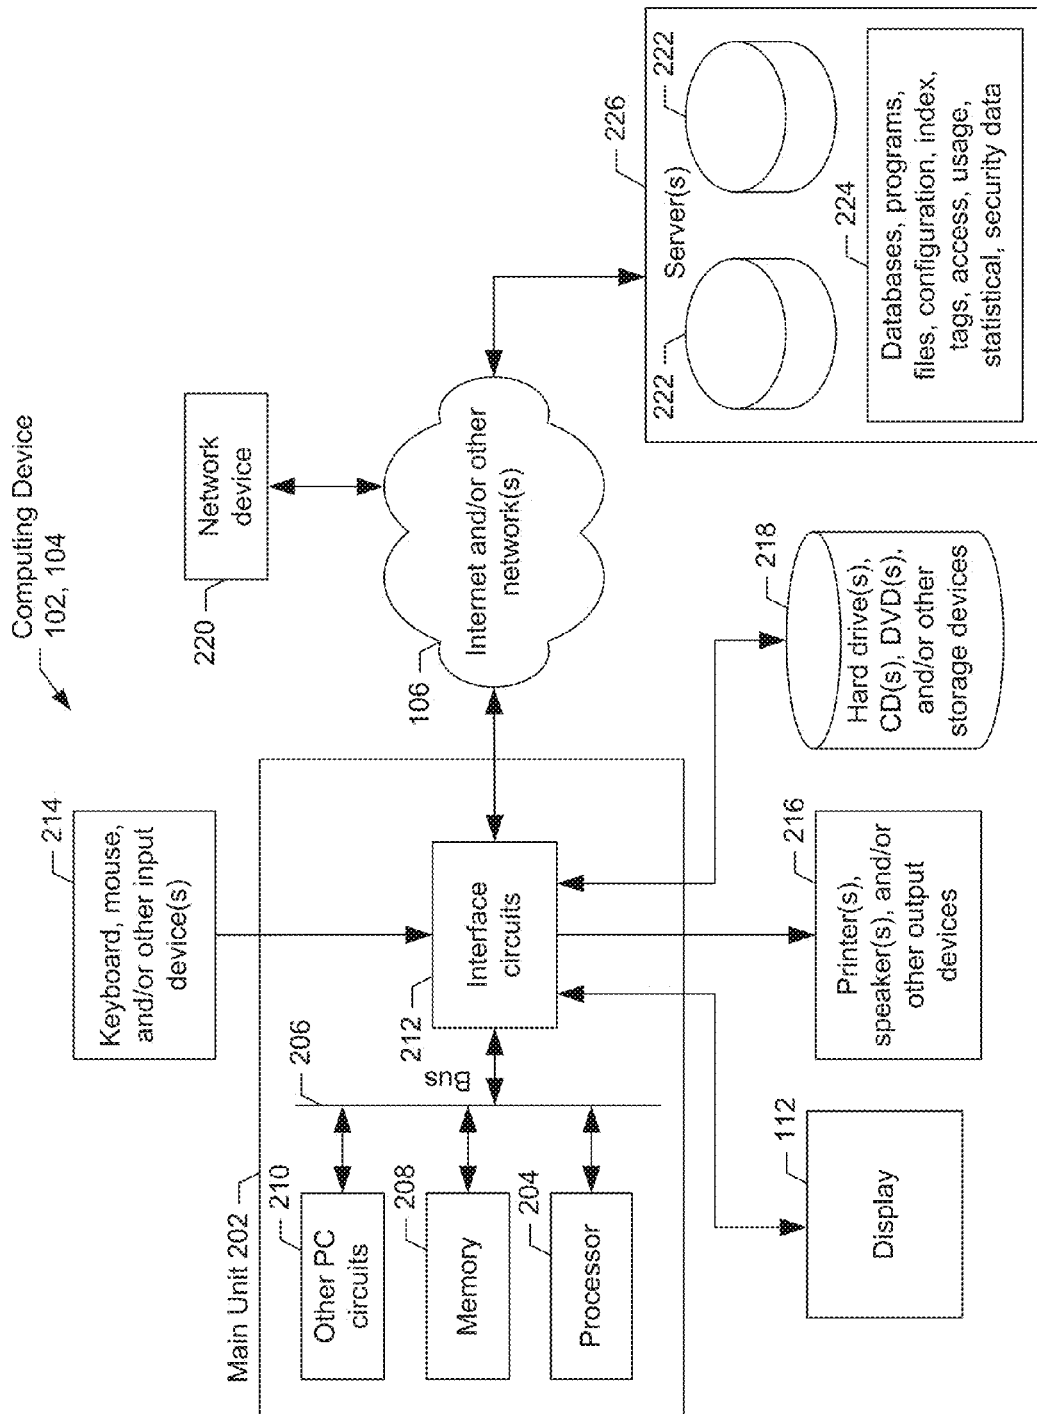 Computing Device
102, 104
Main Unit 202
210
Other PC
circuits
208
Memory
204
Processor
206
Bus
212
Interface
circuits
214
Keyboard, mouse,
and/or other input
device(s)
112
Display
216
Printer(s),
speaker(s), and/or
other output
devices
218
Hard drive(s),
CD(s), DVD(s),
and/or other
storage devices
106
Internet and/or other
network(s)
220
Network
device
226
Server(s)
222
222
224
Databases, programs,
files, configuration, index,
tags, access, usage,
statistical, security data